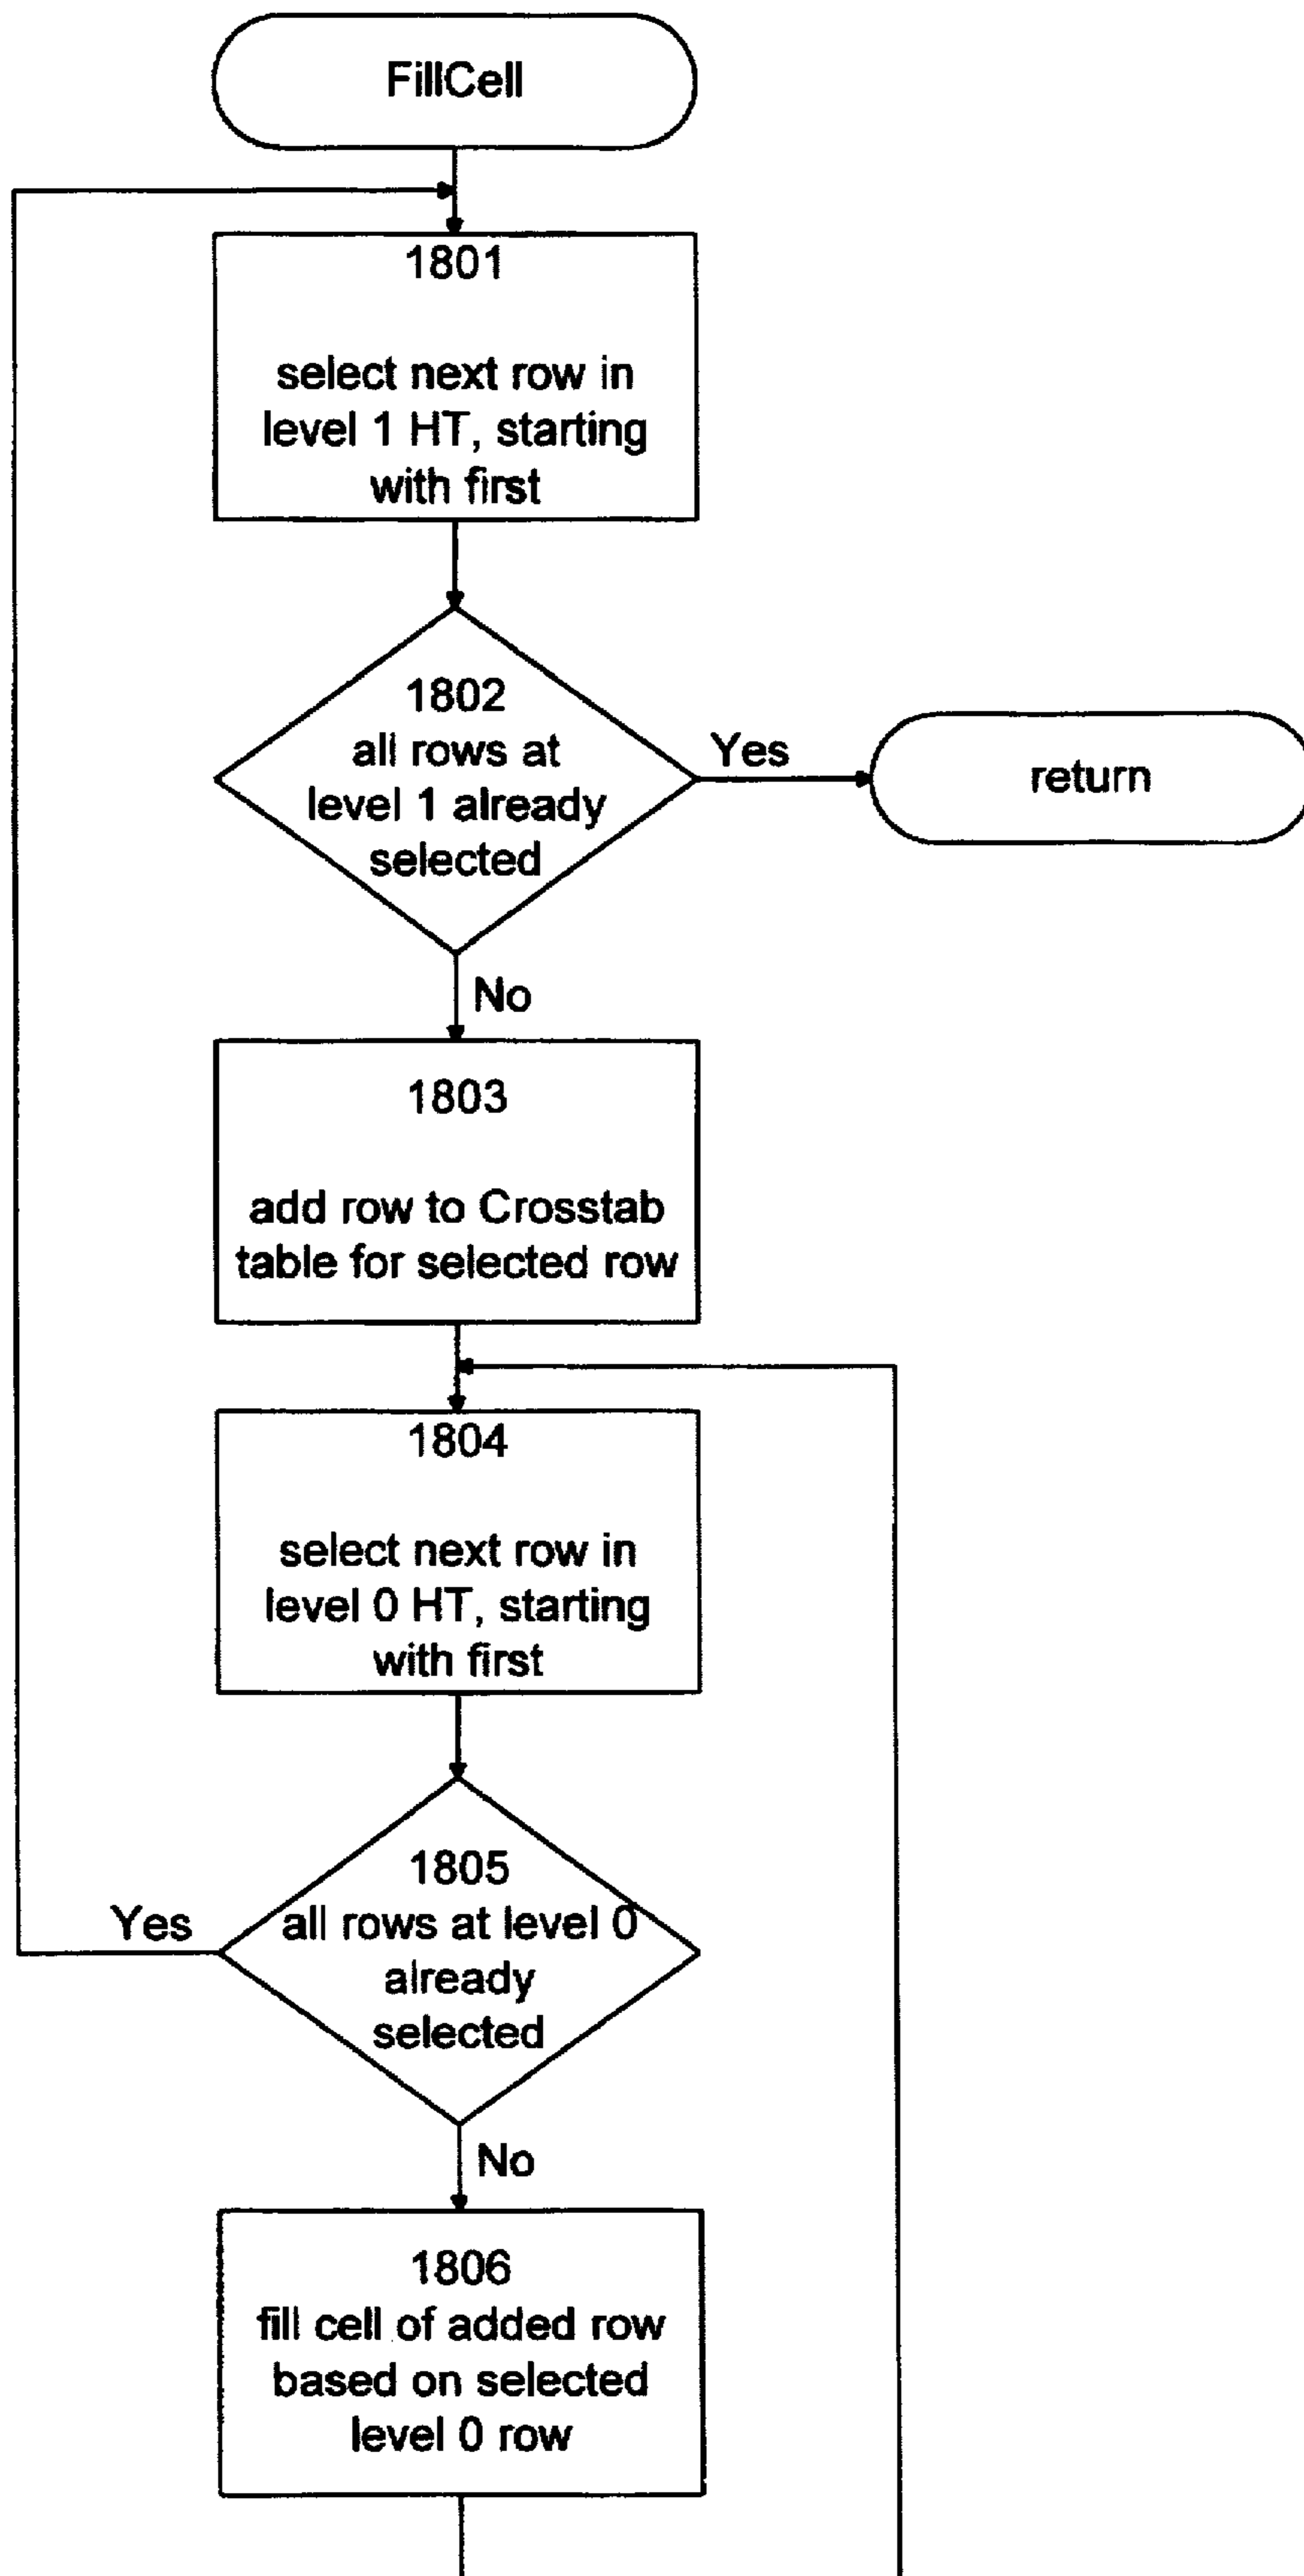 FillCell
1801
select next row in
level 1 HT, starting
with first
1802
all rows at
level 1 already
selected
Yes
return
No
1803
add row to Crosstab
table for selected row
1804
select next row in
level 0 HT, starting
with first
1805
all rows at level 0
already
selected
Yes
No
1806
fill cell of added row
based on selected
level 0 row